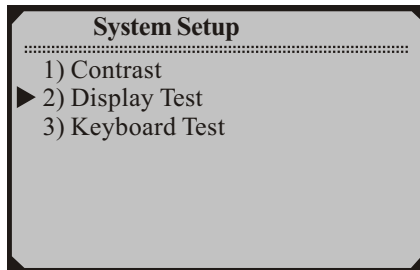 System Setup
1) Contrast
2) Display Test
3) Keyboard Test